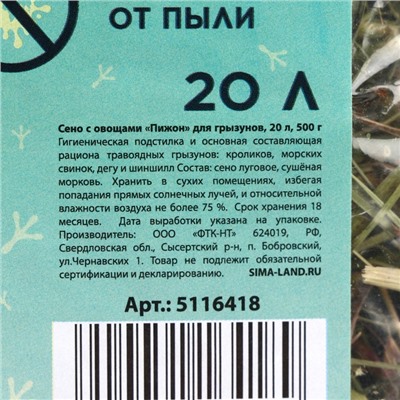 ОТ ПЫЛИ
20 Л
Сено с овощами «Пижон» для грызунов, 20 л, 500 г
Гигиеническая подстилка и основная составляющая
рациона травоядных грызунов: кроликов, морских
свинок, дегу и шиншилл Состав: сено луговое, сушёная
морковь. Хранить в сухих помещениях, избегая
попадания прямых солнечных лучей, и относительной
влажности воздуха не более 75 %. Срок хранения 18
месяцев. Дата выработки указана на упаковке.
Производитель: ООО «ФТК-НТ» 624019, РФ,
Свердловская обл., Сысертский р-н, п. Бобровский,
ул.Чернавских 1. Товар не подлежит обязательной
сертификации и декларированию. SIMA-LAND.RU
Арт.: 5116418